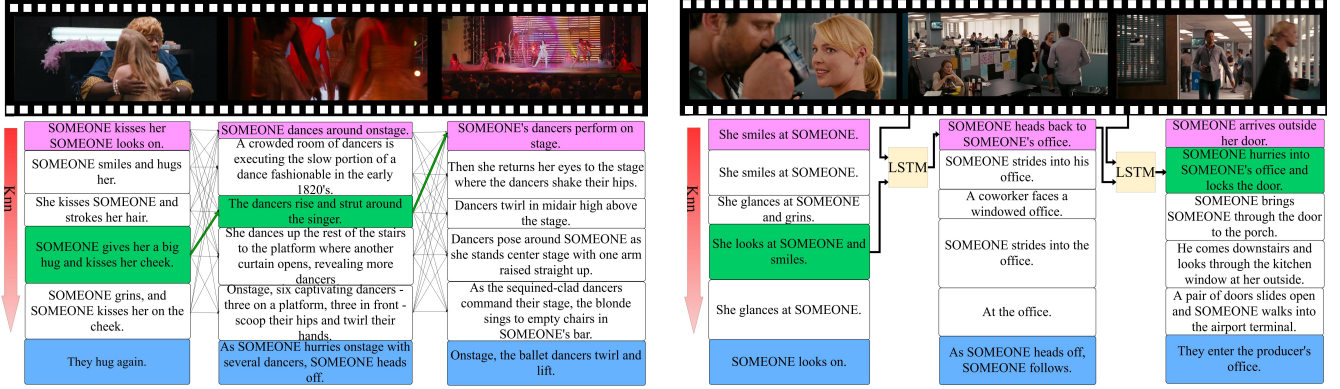 Knn
SOMEONE kisses her
SOMEONE looks on.
SOMEONE smiles and hugs
her.
She kisses SOMEONE and
strokes her hair.
SOMEONE gives her a big
hug and kisses her cheek.
SOMEONE grins, and
SOMEONE kisses her on the
cheek.
They hug again.
SOMEONE dances around onstage.
A crowded room of dancers is
executing the slow portion of a
dance fashionable in the early
1820's.
The dancers rise and strut around
the singer.
She dances up the rest of the stairs
to the platform where another
curtain opens, revealing more
dancers
Onstage, six captivating dancers -
three on a platform, three in front -
scoop their hips and twirl their
hands.
As SOMEONE hurries onstage with
several dancers, SOMEONE heads
off.
SOMEONE's dancers perform on
stage.
Then she returns her eyes to the stage
where the dancers shake their hips.
Dancers twirl in midair high above
the stage.
Dancers pose around SOMEONE as
she stands center stage with one arm
raised straight up.
As the sequined-clad dancers
command their stage, the blonde
sings to empty chairs in
SOMEONE's bar.
Onstage, the ballet dancers twirl and
lift.
Knn
She smiles at SOMEONE.
She smiles at SOMEONE.
She glances at SOMEONE
and grins.
She looks at SOMEONE and
smiles.
She glances at SOMEONE.
SOMEONE looks on.
LSTM
SOMEONE heads back to
SOMEONE's office.
SOMEONE strides into his
office.
A coworker faces a
windowed office.
SOMEONE strides into the
office.
At the office.
As SOMEONE heads off,
SOMEONE follows.
LSTM
SOMEONE arrives outside
her door.
SOMEONE hurries into
SOMEONE's office and
locks the door.
SOMEONE brings
SOMEONE through the door
to the porch.
He comes downstairs and
looks through the kitchen
window at her outside.
A pair of doors slides open
and SOMEONE walks into
the airport terminal.
They enter the producer's
office.